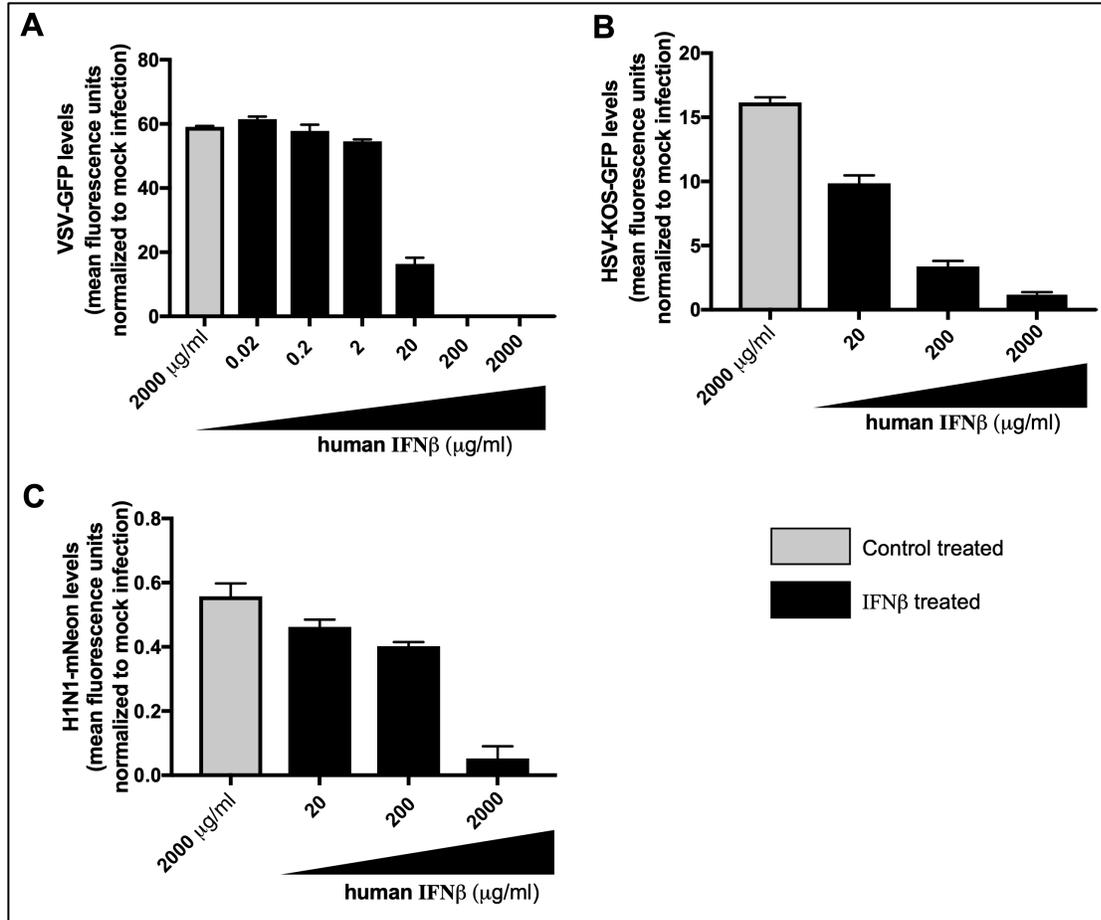 A
VSV-GFP levels
(mean fluorescence units
normalized to mock infection)
80
60
40
20
0
2000 μg/ml
0.02
0.2
2
20
200
2000
human IFNβ (μg/ml)
B
HSV-KOS-GFP levels
(mean fluorescence units
normalized to mock infection)
20
15
10
5
0
2000 μg/ml
20
200
2000
human IFNβ (μg/ml)
C
H1N1-mNeon levels
(mean fluorescence units
normalized to mock infection)
0.8
0.6
0.4
0.2
0.0
2000 μg/ml
20
200
2000
human IFNβ (μg/ml)
Control treated
IFNβ treated